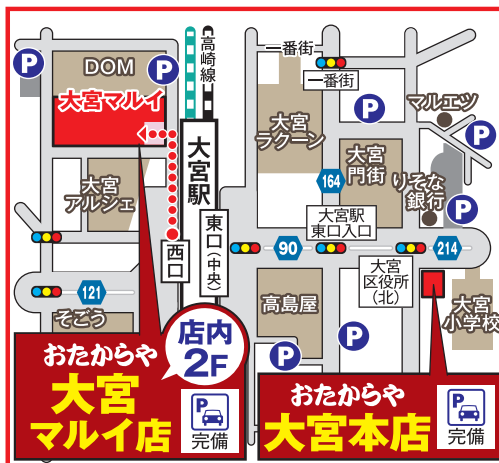 P
DOM
P
大宮マルイ
高崎線
大宮駅
大宮
アルシェ
西口
東口(中央)
121
そごう
一番街
一番街
P
大宮
ラクーン
大宮
門街
マルエツ
P
りそな
銀行
P
164
大宮駅
東口入口
90
214
高島屋
大宮
区役所
(北)
大宮
小学校
P
P
おたからや
大宮
マルイ店
店内
2F
P
完備
おたからや
大宮本店
P
完備